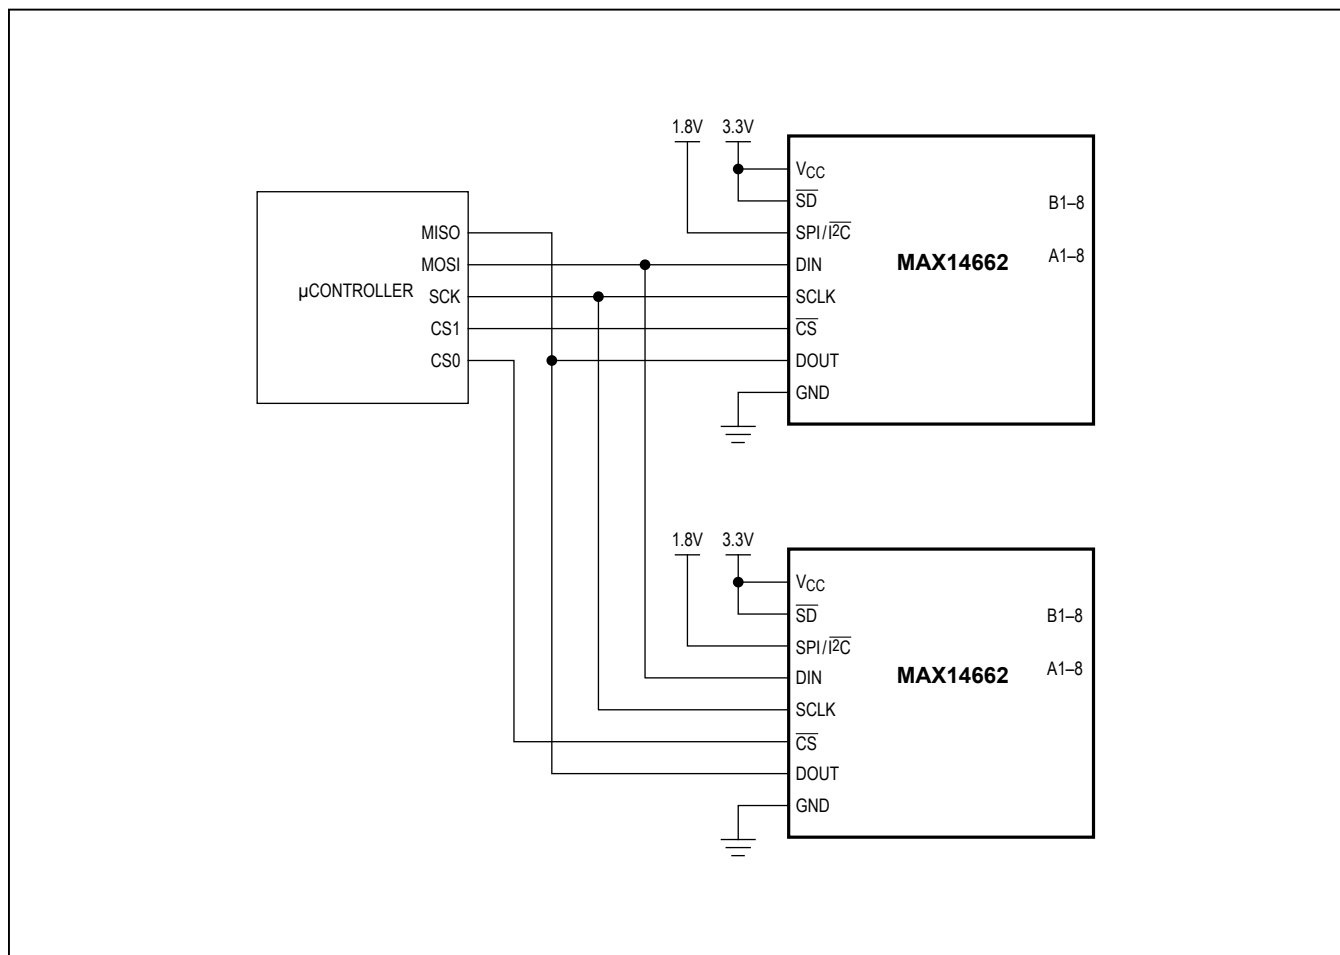 1.8V 3.3V
VCC
SD
SPI/I2C
DIN
SCLK
CS
DOUT
GND
MAX14662
B1–8
A1–8
µCONTROLLER
MISO
MOSI
SCK
CS1
CS0
1.8V 3.3V
VCC
SD
SPI/I2C
DIN
SCLK
CS
DOUT
GND
MAX14662
B1–8
A1–8